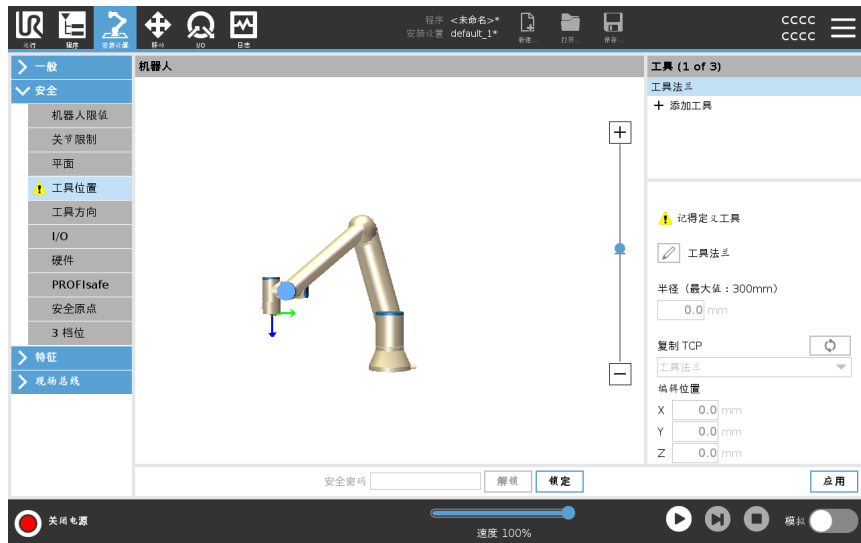 UR
运行
程序
安装设置
移动
I/O
日志
程序 <未命名>*
安装设置 default_1*
新建...
打开...
保存...
cccc
cccc
一般
安全
机器人限值
关节限制
平面
工具位置
工具方向
I/O
硬件
PROFIsafe
安全原点
3 档位
特征
现场总线
机器人
工具 (1 of 3)
工具法兰
添加工具
记得定义工具
工具法兰
半径（最大值：300mm）
0.0 mm
复制 TCP
工具法兰
编辑位置
X 0.0 mm
Y 0.0 mm
Z 0.0 mm
安全密码
解锁
锁定
应用
关闭电源
速度 100%
模拟